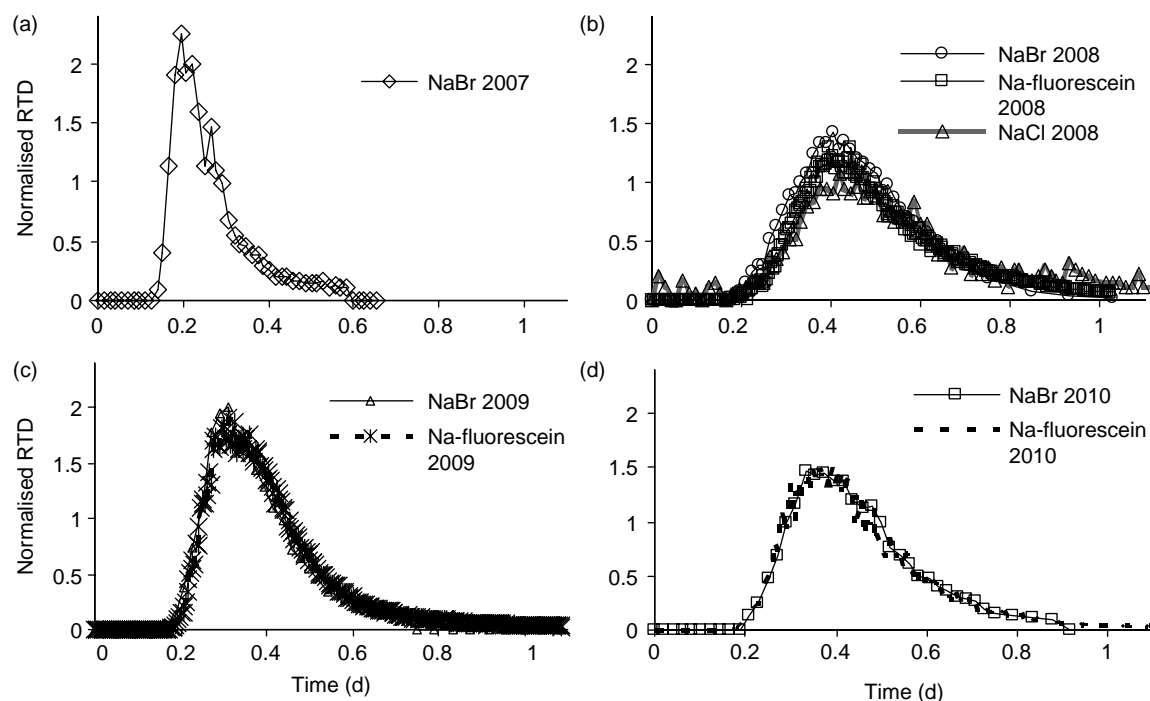 (a)
2
1.5
1
0.5
0
Normalised RTD
NaBr 2007
0 0.2 0.4 0.6 0.8 1
(b)
2
1.5
1
0.5
0
NaBr 2008
Na-fluorescein
2008
NaCl 2008
0 0.2 0.4 0.6 0.8 1
(c)
2
1.5
1
0.5
0
Normalised RTD
NaBr 2009
Na-fluorescein
2009
0 0.2 0.4 0.6 0.8 1
Time (d)
(d)
2
1.5
1
0.5
0
NaBr 2010
Na-fluorescein
2010
0 0.2 0.4 0.6 0.8 1
Time (d)